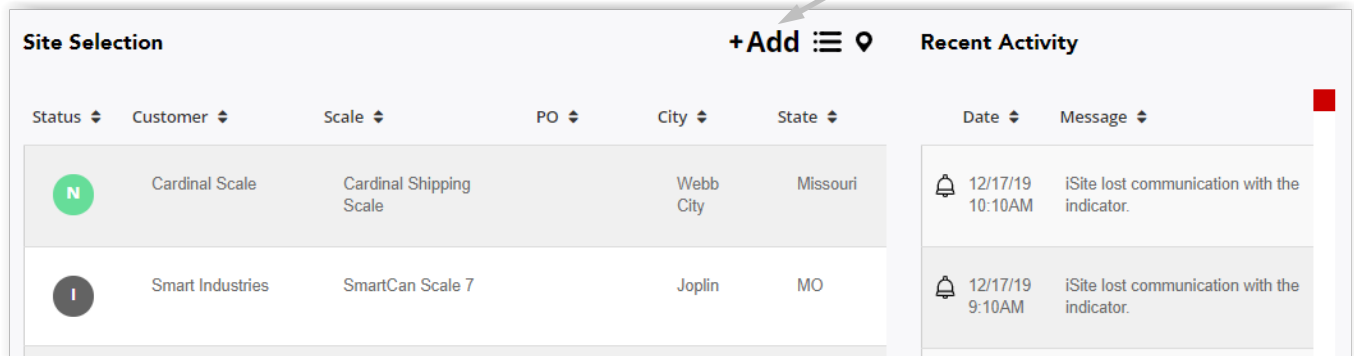 Site Selection
+Add
Recent Activity
Status Customer Scale PO City State
Date Message
N Cardinal Scale Cardinal Shipping Webb Missouri
Scale City
12/17/19 iSite lost communication with the
10:10AM indicator.
I Smart Industries SmartCan Scale 7 Joplin MO
12/17/19 iSite lost communication with the
9:10AM indicator.